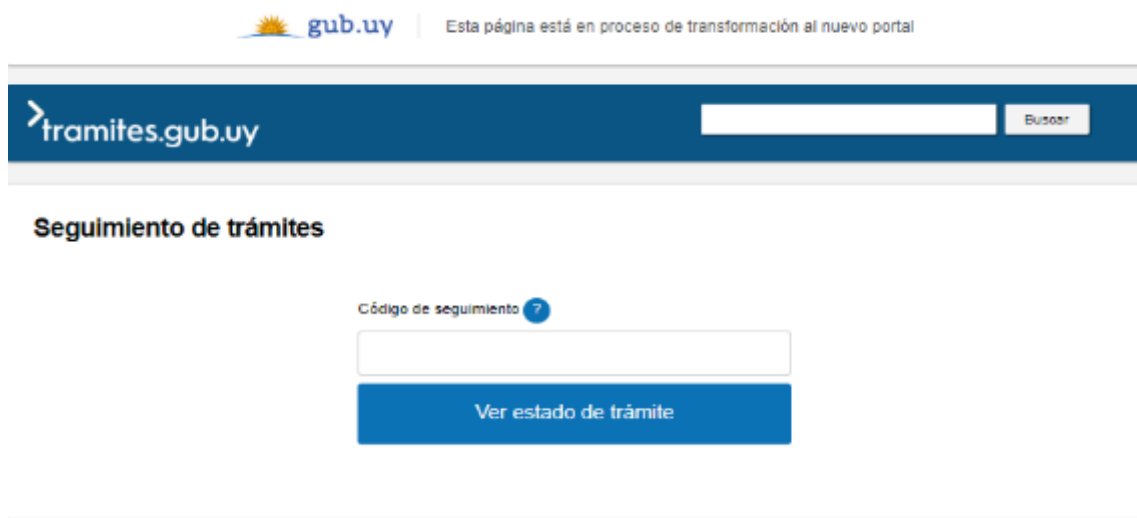 gub.uy
Esta página está en proceso de transformación al nuevo portal
tramites.gub.uy
Buscar
Seguimiento de trámites
Código de seguimiento ?
Ver estado de trámite